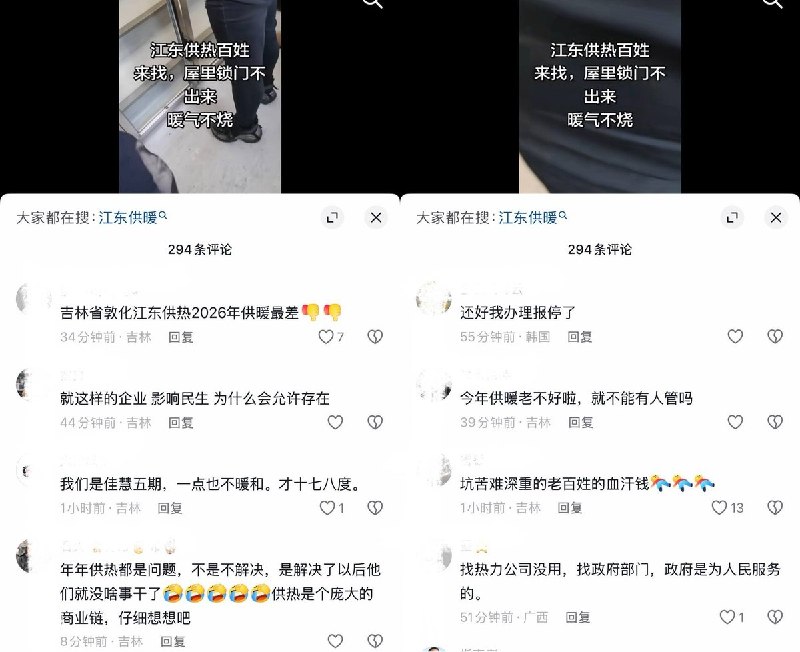 江东供热百姓
来找，屋里锁门不
出来
暖气不烧
大家都在搜：江东供暖
294条评论
吉林省敦化江东供热2026年供暖最差👎👎
34分钟前 · 吉林 回复 7
就这样的企业 影响民生 为什么会允许存在
44分钟前 · 吉林 回复
我们是佳慧五期，一点也不暖和。才十七八度。
1小时前 · 吉林 回复 1
年年供热都是问题，不是不解决，是解决了以后他
们就没啥事干了🤣🤣🤣🤣🤣供热是个庞大的
商业链，仔细想想吧
8分钟前 · 吉林 回复
江东供热百姓
来找，屋里锁门不
出来
暖气不烧
大家都在搜：江东供暖
294条评论
还好我办理报停了
55分钟前 · 韩国 回复
今年供暖老不好啦，就不能有人管吗
39分钟前 · 吉林 回复
坑苦难深重的老百姓的血汗钱
1小时前 · 吉林 回复 13
找热力公司没用，找政府部门，政府是为人民服务
的。
51分钟前 · 广西 回复 1